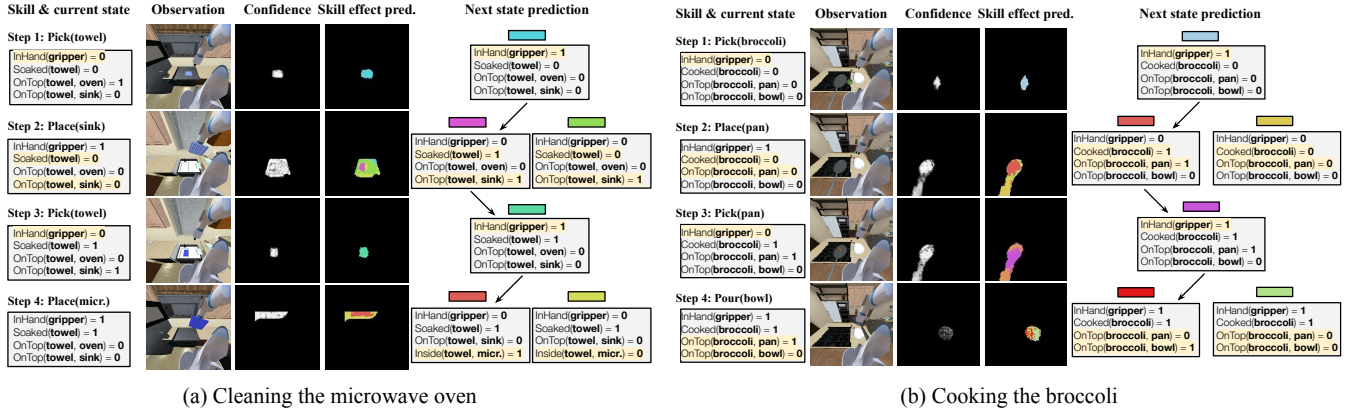 Skill & current state Observation Confidence Skill effect pred. Next state prediction
Step 1: Pick(towel)
InHand(gripper) = 0
Soaked(towel) = 0
OnTop(towel, oven) = 1
OnTop(towel, sink) = 0
InHand(gripper) = 1
Soaked(towel) = 0
OnTop(towel, oven) = 0
OnTop(towel, sink) = 0
Step 2: Place(sink)
InHand(gripper) = 1
Soaked(towel) = 0
OnTop(towel, oven) = 0
OnTop(towel, sink) = 0
InHand(gripper) = 0
Soaked(towel) = 1
OnTop(towel, oven) = 0
OnTop(towel, sink) = 1
InHand(gripper) = 0
Soaked(towel) = 0
OnTop(towel, oven) = 0
OnTop(towel, sink) = 1
Step 3: Pick(towel)
InHand(gripper) = 0
Soaked(towel) = 1
OnTop(towel, oven) = 0
OnTop(towel, sink) = 1
InHand(gripper) = 1
Soaked(towel) = 1
OnTop(towel, oven) = 0
OnTop(towel, sink) = 0
Step 4: Place(micr.)
InHand(gripper) = 1
Soaked(towel) = 1
OnTop(towel, oven) = 0
OnTop(towel, sink) = 0
InHand(gripper) = 0
Soaked(towel) = 1
OnTop(towel, sink) = 0
Inside(towel, micr.) = 1
InHand(gripper) = 0
Soaked(towel) = 1
OnTop(towel, sink) = 0
Inside(towel, micr.) = 0
(a) Cleaning the microwave oven
Skill & current state Observation Confidence Skill effect pred. Next state prediction
Step 1: Pick(broccoli)
InHand(gripper) = 0
Cooked(broccoli) = 0
OnTop(broccoli, pan) = 0
OnTop(broccoli, bowl) = 0
InHand(gripper) = 1
Cooked(broccoli) = 0
OnTop(broccoli, pan) = 0
OnTop(broccoli, bowl) = 0
Step 2: Place(pan)
InHand(gripper) = 1
Cooked(broccoli) = 0
OnTop(broccoli, pan) = 0
OnTop(broccoli, bowl) = 0
InHand(gripper) = 0
Cooked(broccoli) = 1
OnTop(broccoli, pan) = 1
OnTop(broccoli, bowl) = 0
InHand(gripper) = 0
Cooked(broccoli) = 0
OnTop(broccoli, pan) = 0
OnTop(broccoli, bowl) = 0
Step 3: Pick(pan)
InHand(gripper) = 0
Cooked(broccoli) = 1
OnTop(broccoli, pan) = 1
OnTop(broccoli, bowl) = 0
InHand(gripper) = 1
Cooked(broccoli) = 1
OnTop(broccoli, pan) = 1
OnTop(broccoli, bowl) = 0
Step 4: Pour(bowl)
InHand(gripper) = 1
Cooked(broccoli) = 1
OnTop(broccoli, pan) = 1
OnTop(broccoli, bowl) = 0
InHand(gripper) = 1
Cooked(broccoli) = 1
OnTop(broccoli, pan) = 0
OnTop(broccoli, bowl) = 1
InHand(gripper) = 1
Cooked(broccoli) = 1
OnTop(broccoli, pan) = 0
OnTop(broccoli, bowl) = 0
(b) Cooking the broccoli